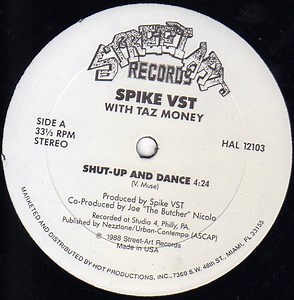 STREET ART
RECORDS
SPIKE VST
WITH TAZ MONEY
SIDE A
33⅓ RPM
STEREO
HAL 12103
SHUT-UP AND DANCE 4:24
(V. Muse)
Produced by Spike VST
Co-Produced by Joe "The Butcher" Nicolo
Recorded at Studio 4, Philly, PA.
Published by Nezztone/Urban-Contempo (ASCAP)
℗ 1988 Street-Art Records
Made in USA
MARKETED AND DISTRIBUTED BY HOT PRODUCTIONS, INC., 7360 S.W. 48th ST., MIAMI, FL 33155